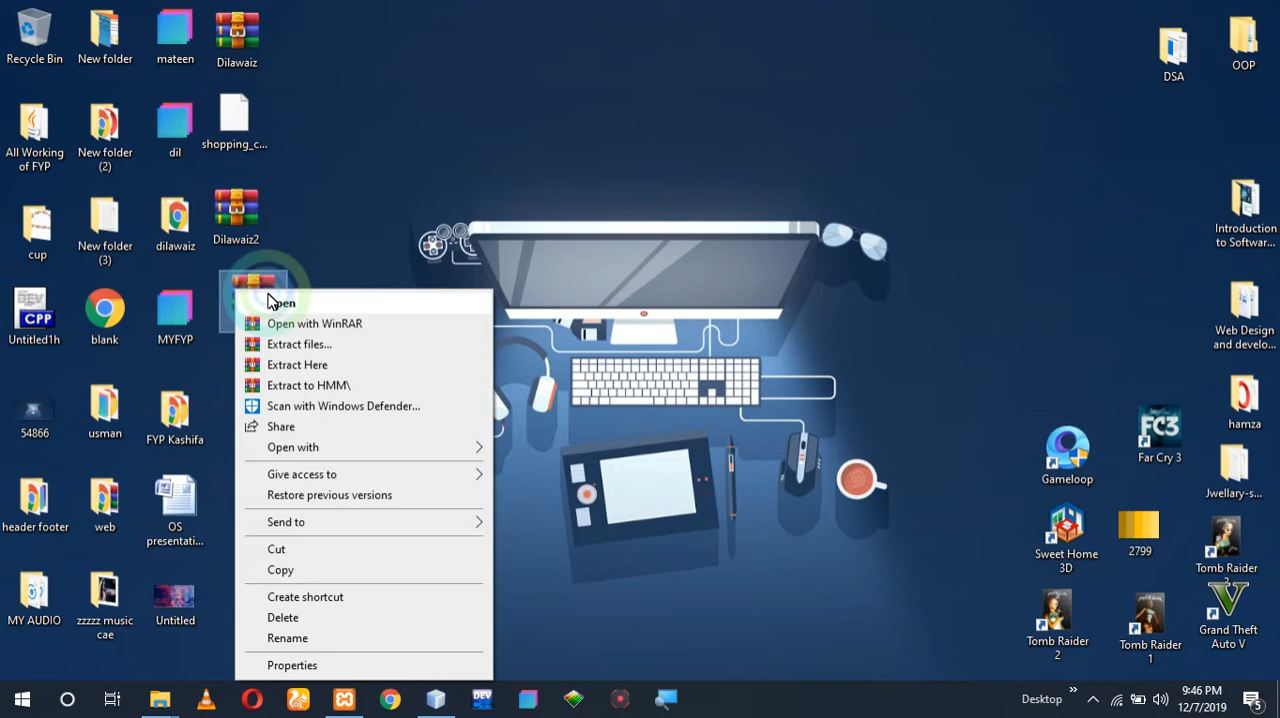 Recycle Bin
New folder
mateen
Dilawaiz
DSA
OOP
All Working
of FYP
New folder
(2)
dil
shopping_c...
cup
New folder
(3)
dilawaiz
Dilawaiz2
Introduction
to Softwar...
CPP
Untitled1h
blank
MYFYP
Web Design
and develo...
Open with WinRAR
Extract files...
Extract Here
Extract to HMM\
Scan with Windows Defender...
Share
Open with
Give access to
Restore previous versions
Send to
Cut
Copy
Create shortcut
Delete
Rename
Properties
54866
usman
FYP Kashifa
hamza
header footer
web
OS
presentati...
Gameloop
FC3
Far Cry 3
Jwellary-s...
MY AUDIO
zzzzz music
cae
Untitled
Sweet Home
3D
2799
Tomb Raider
Tomb Raider
2
Tomb Raider
1
Grand Theft
Auto V
DEV
Desktop
9:46 PM
12/7/2019
5